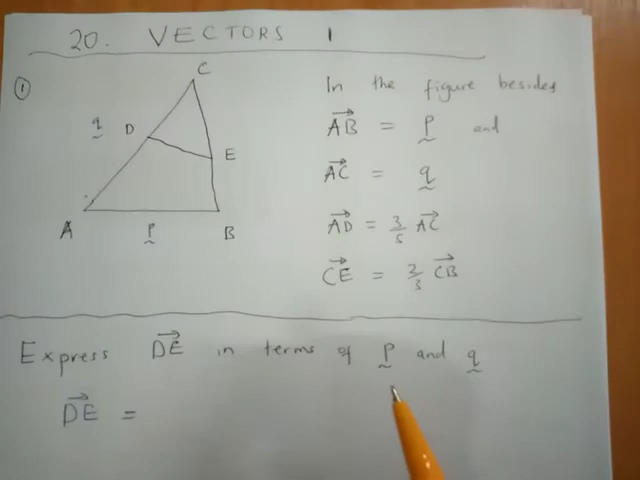 20. VECTORS 1
①
C
q
D
E
A
p
B
In the figure besides
AB→ = p and
AC→ = q
AD→ = 3/5 AC→
CE→ = 2/3 CB→
Express DE→ in terms of p and q
DE→ =